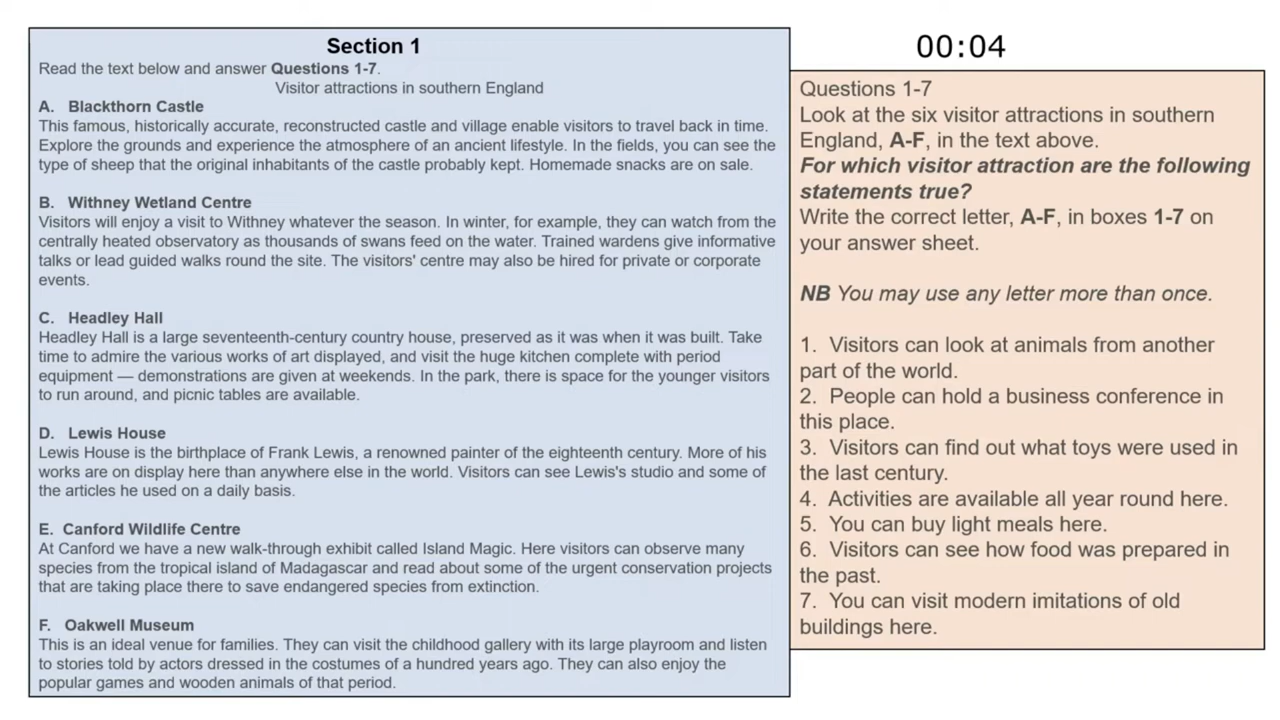 Section 1
Read the text below and answer Questions 1-7.
Visitor attractions in southern England
A. Blackthorn Castle
This famous, historically accurate, reconstructed castle and village enable visitors to travel back in time.
Explore the grounds and experience the atmosphere of an ancient lifestyle. In the fields, you can see the
type of sheep that the original inhabitants of the castle probably kept. Homemade snacks are on sale.
B. Withney Wetland Centre
Visitors will enjoy a visit to Withney whatever the season. In winter, for example, they can watch from the
centrally heated observatory as thousands of swans feed on the water. Trained wardens give informative
talks or lead guided walks round the site. The visitors' centre may also be hired for private or corporate
events.
C. Headley Hall
Headley Hall is a large seventeenth-century country house, preserved as it was when it was built. Take
time to admire the various works of art displayed, and visit the huge kitchen complete with period
equipment — demonstrations are given at weekends. In the park, there is space for the younger visitors
to run around, and picnic tables are available.
D. Lewis House
Lewis House is the birthplace of Frank Lewis, a renowned painter of the eighteenth century. More of his
works are on display here than anywhere else in the world. Visitors can see Lewis's studio and some of
the articles he used on a daily basis.
E. Canford Wildlife Centre
At Canford we have a new walk-through exhibit called Island Magic. Here visitors can observe many
species from the tropical island of Madagascar and read about some of the urgent conservation projects
that are taking place there to save endangered species from extinction.
F. Oakwell Museum
This is an ideal venue for families. They can visit the childhood gallery with its large playroom and listen
to stories told by actors dressed in the costumes of a hundred years ago. They can also enjoy the
popular games and wooden animals of that period.
00:04
Questions 1-7
Look at the six visitor attractions in southern
England, A-F, in the text above.
For which visitor attraction are the following
statements true?
Write the correct letter, A-F, in boxes 1-7 on
your answer sheet.
NB You may use any letter more than once.
1. Visitors can look at animals from another
part of the world.
2. People can hold a business conference in
this place.
3. Visitors can find out what toys were used in
the last century.
4. Activities are available all year round here.
5. You can buy light meals here.
6. Visitors can see how food was prepared in
the past.
7. You can visit modern imitations of old
buildings here.